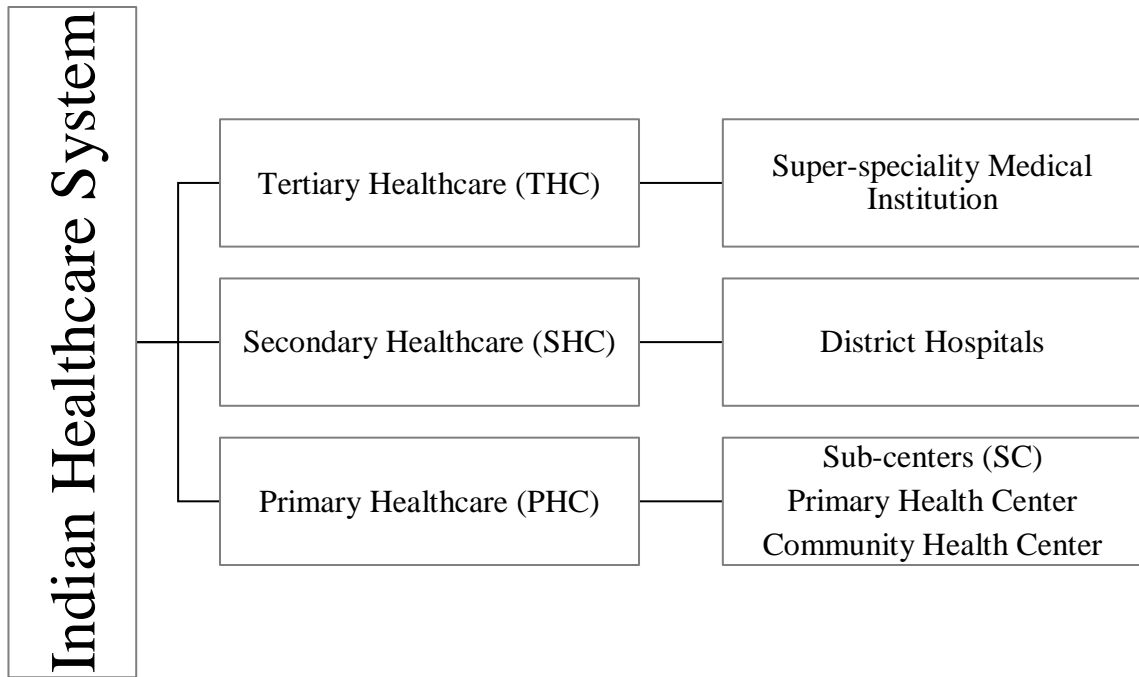 Indian Healthcare System
Tertiary Healthcare (THC)
Super-speciality Medical
Institution
Secondary Healthcare (SHC)
District Hospitals
Primary Healthcare (PHC)
Sub-centers (SC)
Primary Health Center
Community Health Center